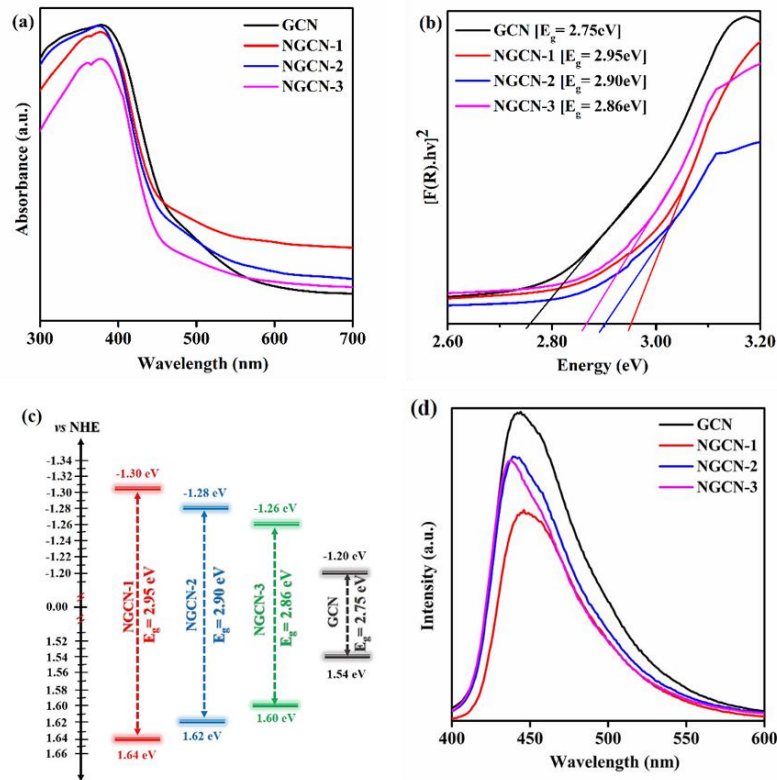 (a)
GCN
NGCN-1
NGCN-2
NGCN-3
Absorbance (a.u.)
300 400 500 600 700
Wavelength (nm)
(b)
GCN [Eg = 2.75eV]
NGCN-1 [Eg = 2.95eV]
NGCN-2 [Eg = 2.90eV]
NGCN-3 [Eg = 2.86eV]
[F(R).hv]2
2.60 2.80 3.00 3.20
Energy (eV)
(c)
vs NHE
-1.34
-1.32
-1.30
-1.28
-1.26
-1.24
-1.22
-1.20
0.00
1.52
1.54
1.56
1.58
1.60
1.62
1.64
1.66
-1.30 eV
NGCN-1
Eg = 2.95 eV
1.64 eV
-1.28 eV
NGCN-2
Eg = 2.90 eV
1.62 eV
-1.26 eV
NGCN-3
Eg = 2.86 eV
1.60 eV
-1.20 eV
GCN
Eg = 2.75 eV
1.54 eV
(d)
GCN
NGCN-1
NGCN-2
NGCN-3
Intensity (a.u.)
400 450 500 550 600
Wavelength (nm)